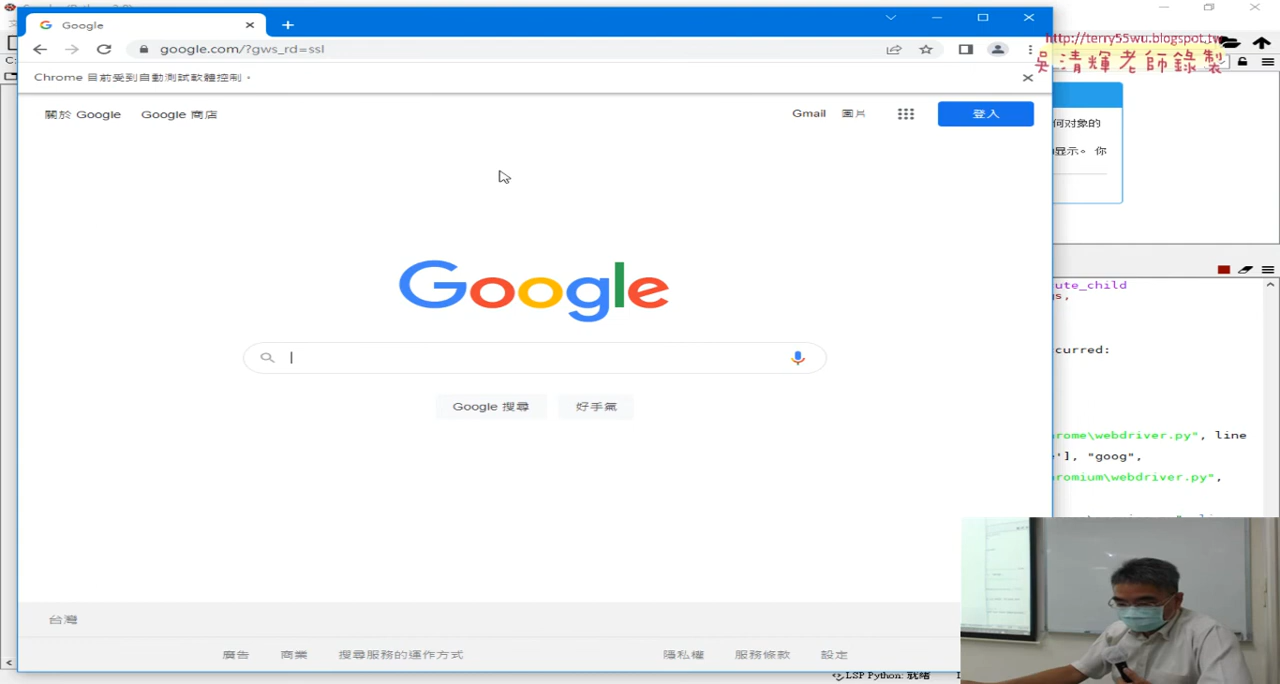 Google
google.com/?gws_rd=ssl
http://terry55wu.blogspot.tw
吳清輝老師錄製
Chrome 目前受到自動測試軟體控制。
關於 Google
Google 商店
Gmail
圖片
登入
何对象的
显示。 你
Google
Google 搜尋
好手氣
ute_child
s,
curred:
rome\webdriver.py", line
'], "goog",
romium\webdriver.py",
台灣
廣告
商業
搜尋服務的運作方式
隱私權
服務條款
設定
LSP Python: 就绪